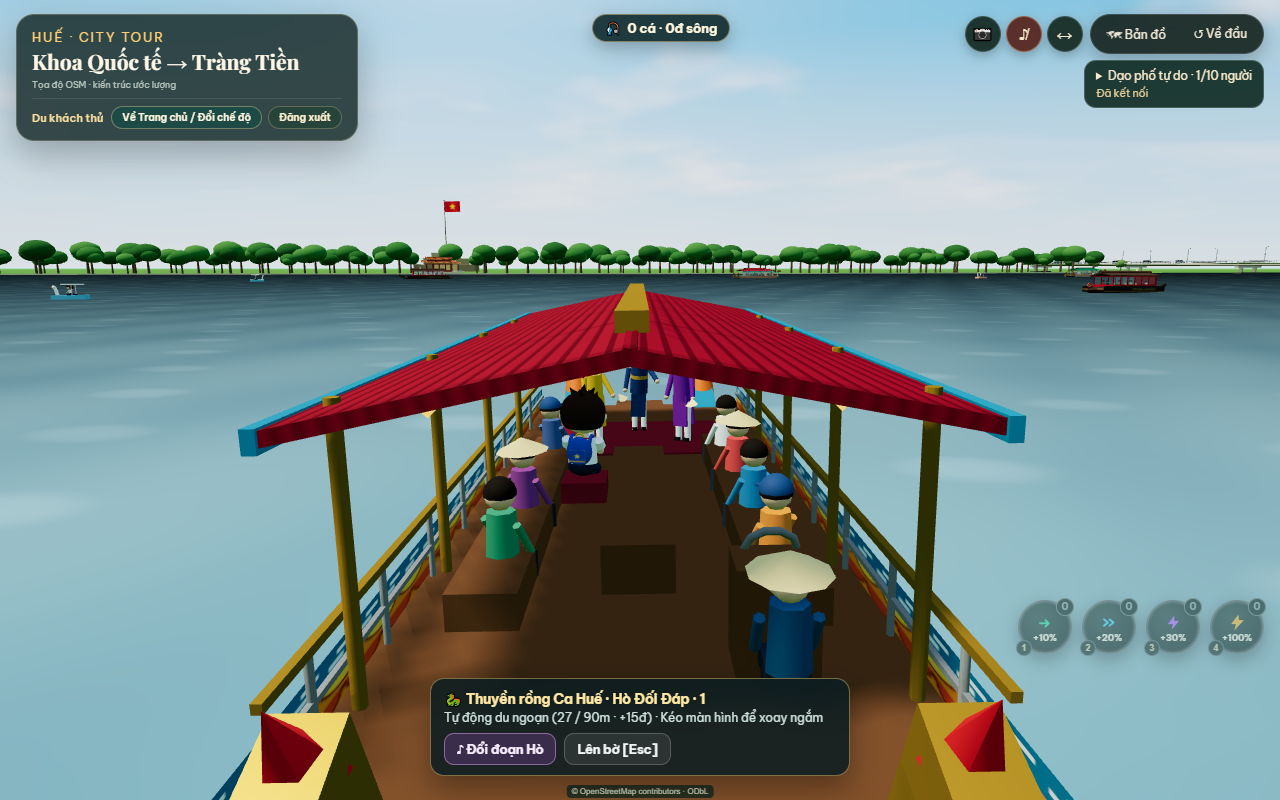 HUẾ · CITY TOUR
Khoa Quốc tế → Tràng Tiền
Tọa độ OSM · kiến trúc ước lượng
Du khách thủ
Về Trang chủ / Đổi chế độ
Đăng xuất
0 cá · 0đ sông
Bản đồ
↺ Về đầu
▶ Dạo phố tự do · 1/10 người
Đã kết nối
0
0
0
0
+10%
+20%
+30%
+100%
1
2
3
4
Thuyền rồng Ca Huế · Hò Đối Đáp · 1
Tự động du ngoạn (27 / 90m · +15đ) · Kéo màn hình để xoay ngắm
♪ Đổi đoạn Hò
Lên bờ [Esc]
© OpenStreetMap contributors · ODbL